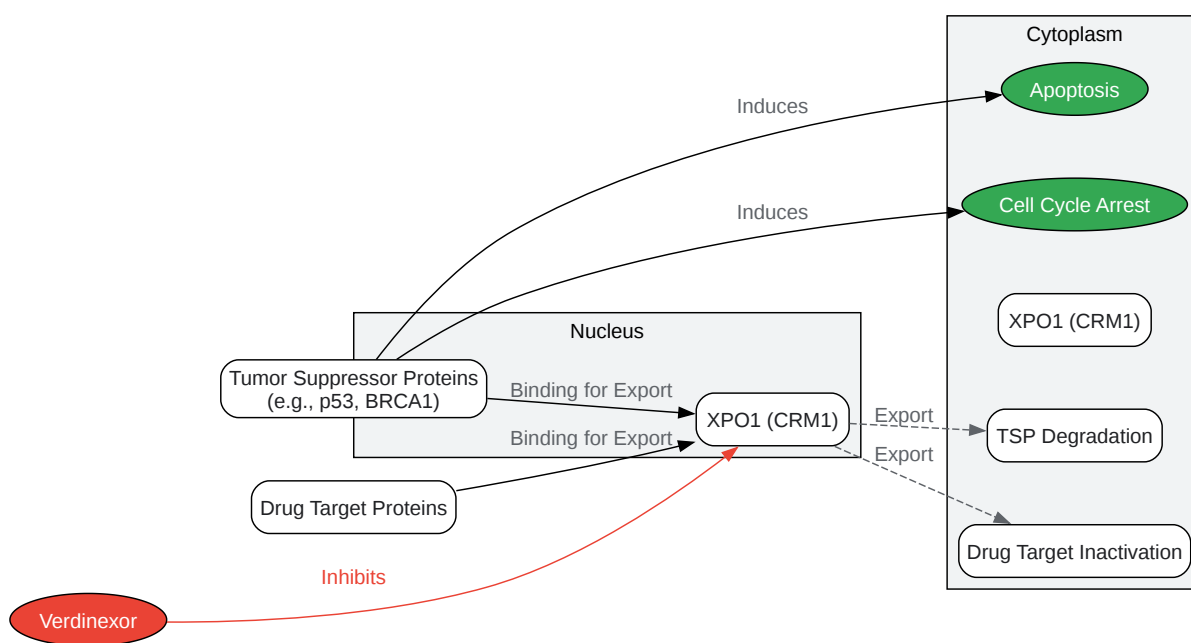 Cytoplasm
Apoptosis
Induces
Cell Cycle Arrest
Induces
XPO1 (CRM1)
Nucleus
Tumor Suppressor Proteins
(e.g., p53, BRCA1)
Binding for Export
XPO1 (CRM1)
Export
TSP Degradation
Binding for Export
Export
Drug Target Proteins
Drug Target Inactivation
Inhibits
Verdinexor